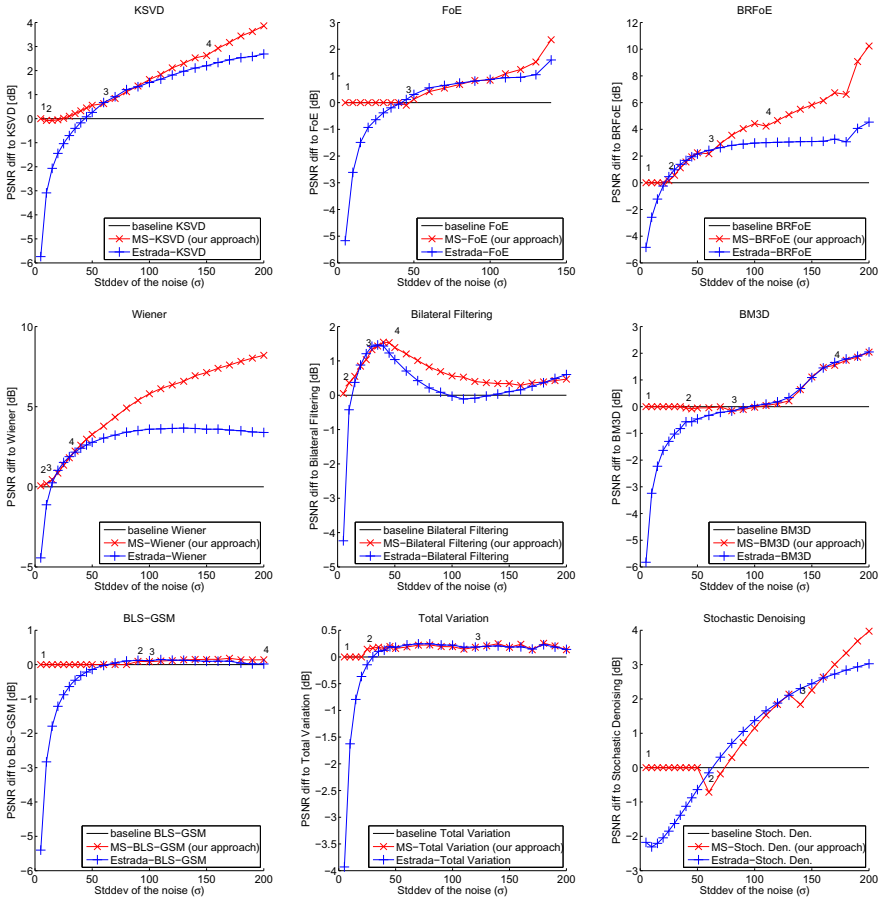 KSVD
PSNR diff to KSVD [dB]
4
3
2
1
0
−1
−2
−3
−4
−5
−6
1 2
3
4
baseline KSVD
MS−KSVD (our approach)
Estrada−KSVD
0 50 100 150 200
Stddev of the noise (σ)
FoE
PSNR diff to FoE [dB]
3
2
1
0
−1
−2
−3
−4
−5
−6
1
3
baseline FoE
MS−FoE (our approach)
Estrada−FoE
0 50 100 150
Stddev of the noise (σ)
BRFoE
PSNR diff to BRFoE [dB]
12
10
8
6
4
2
0
−2
−4
−6
1
3
4
baseline BRFoE
MS−BRFoE (our approach)
Estrada−BRFoE
0 50 100 150 200
Stddev of the noise (σ)
Wiener
PSNR diff to Wiener [dB]
10
5
0
−5
2
3
4
baseline Wiener
MS−Wiener (our approach)
Estrada−Wiener
0 50 100 150 200
Stddev of the noise (σ)
Bilateral Filtering
PSNR diff to Bilateral Filtering [dB]
2
1
0
−1
−2
−3
−4
−5
2
3
4
baseline Bilateral Filtering
MS−Bilateral Filtering (our approach)
Estrada−Bilateral Filtering
0 50 100 150 200
Stddev of the noise (σ)
BM3D
PSNR diff to BM3D [dB]
3
2
1
0
−1
−2
−3
−4
−5
−6
1
2
3
4
baseline BM3D
MS−BM3D (our approach)
Estrada−BM3D
0 50 100 150 200
Stddev of the noise (σ)
BLS−GSM
PSNR diff to BLS−GSM [dB]
1
0
−1
−2
−3
−4
−5
−6
1
2
3
4
baseline BLS−GSM
MS−BLS−GSM (our approach)
Estrada−BLS−GSM
0 50 100 150 200
Stddev of the noise (σ)
Total Variation
PSNR diff to Total Variation [dB]
0.5
0
−0.5
−1
−1.5
−2
−2.5
−3
−3.5
−4
1
2
3
baseline Total Variation
MS−Total Variation (our approach)
Estrada−Total Variation
0 50 100 150 200
Stddev of the noise (σ)
Stochastic Denoising
PSNR diff to Stochastic Denoising [dB]
4
3
2
1
0
−1
−2
−3
1
2
3
baseline Stoch. Den.
MS−Stoch. Den. (our approach)
Estrada−Stoch. Den.
0 50 100 150 200
Stddev of the noise (σ)